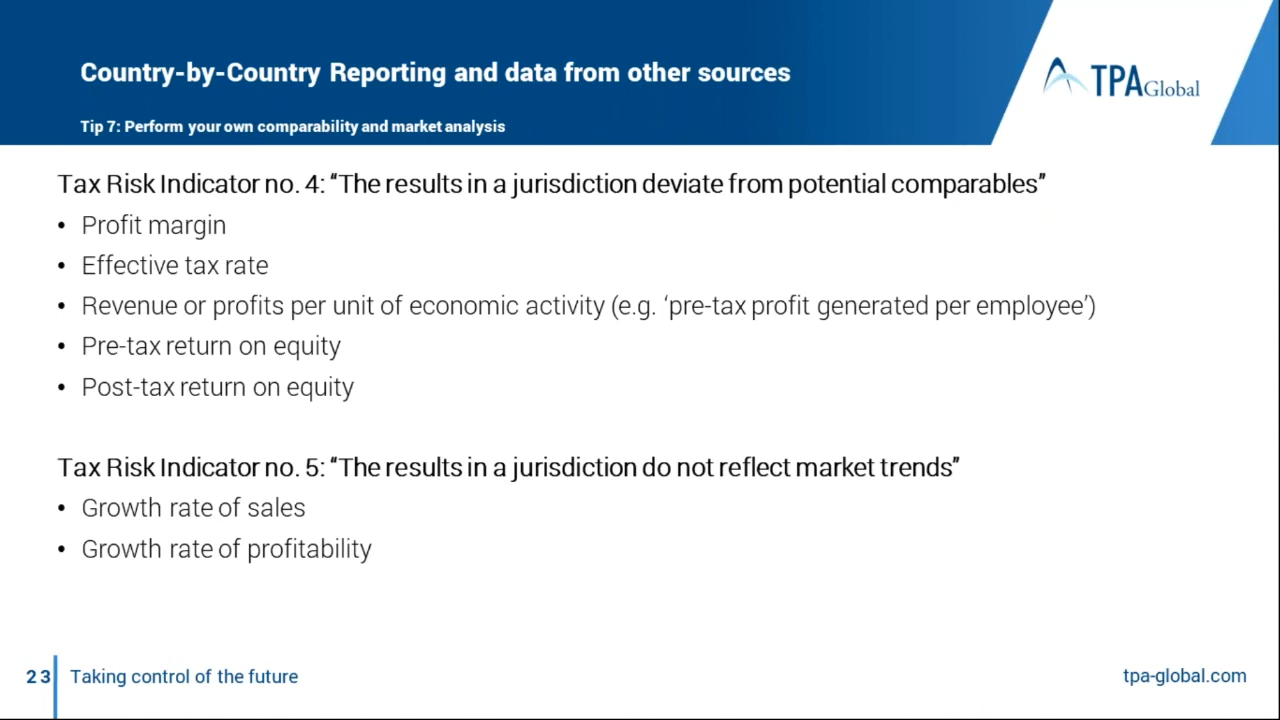 Country-by-Country Reporting and data from other sources
Tip 7: Perform your own comparability and market analysis
TPA Global
Tax Risk Indicator no. 4: “The results in a jurisdiction deviate from potential comparables”
• Profit margin
• Effective tax rate
• Revenue or profits per unit of economic activity (e.g. ‘pre-tax profit generated per employee’)
• Pre-tax return on equity
• Post-tax return on equity
Tax Risk Indicator no. 5: “The results in a jurisdiction do not reflect market trends”
• Growth rate of sales
• Growth rate of profitability
23 Taking control of the future
tpa-global.com